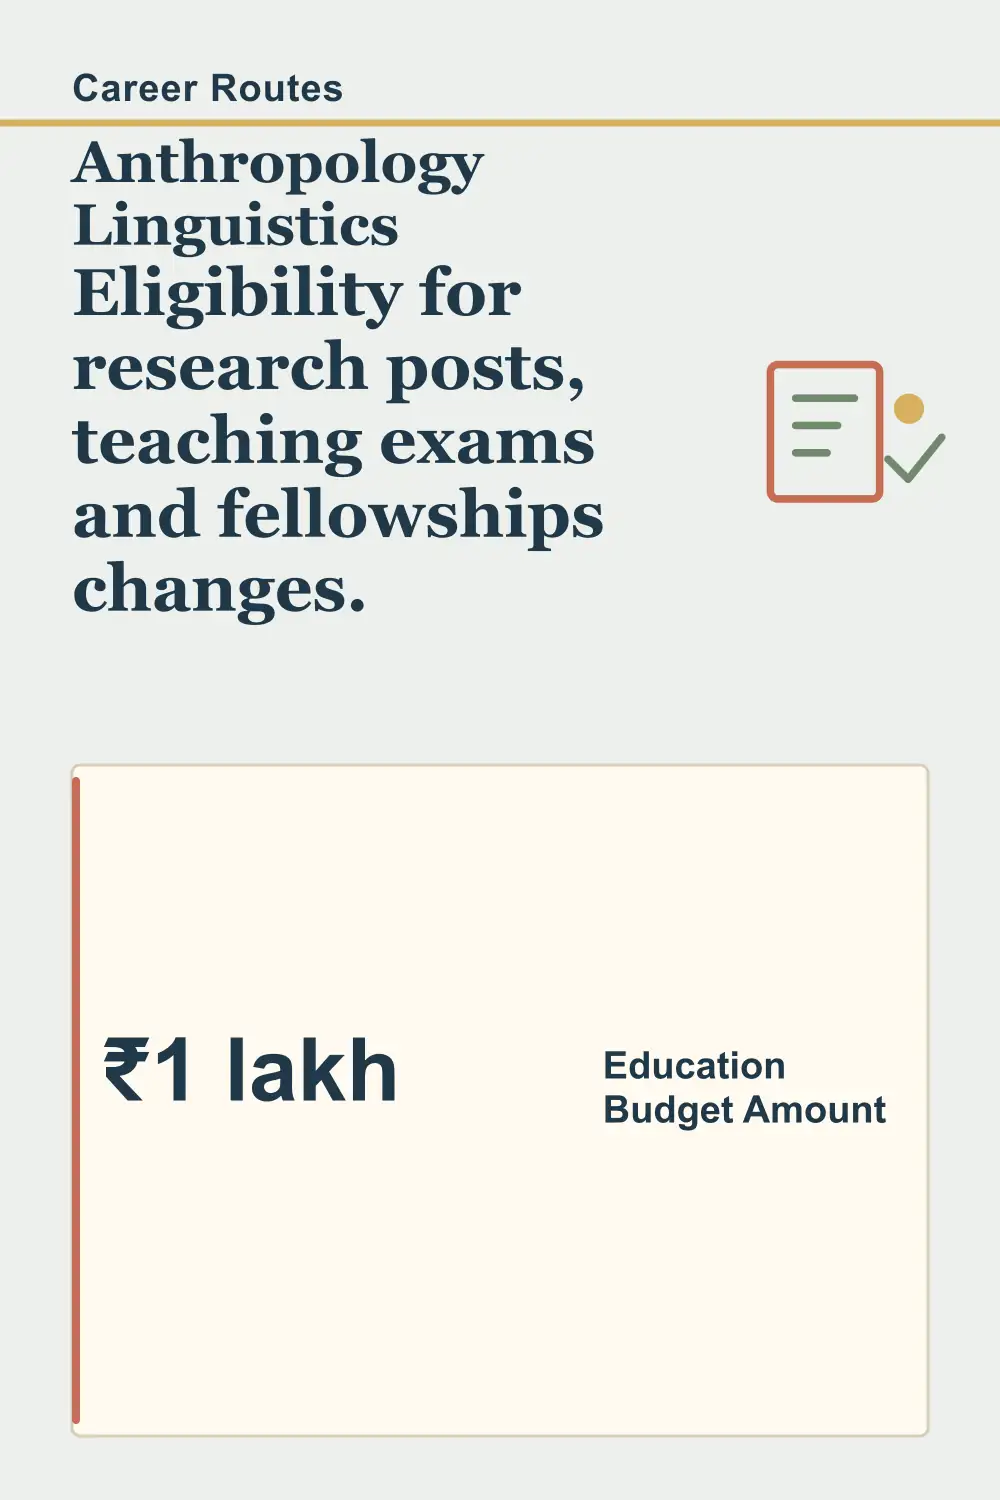 Career Routes
Anthropology
Linguistics
Eligibility for
research posts,
teaching exams
and fellowships
changes.
₹1 lakh
Education
Budget Amount